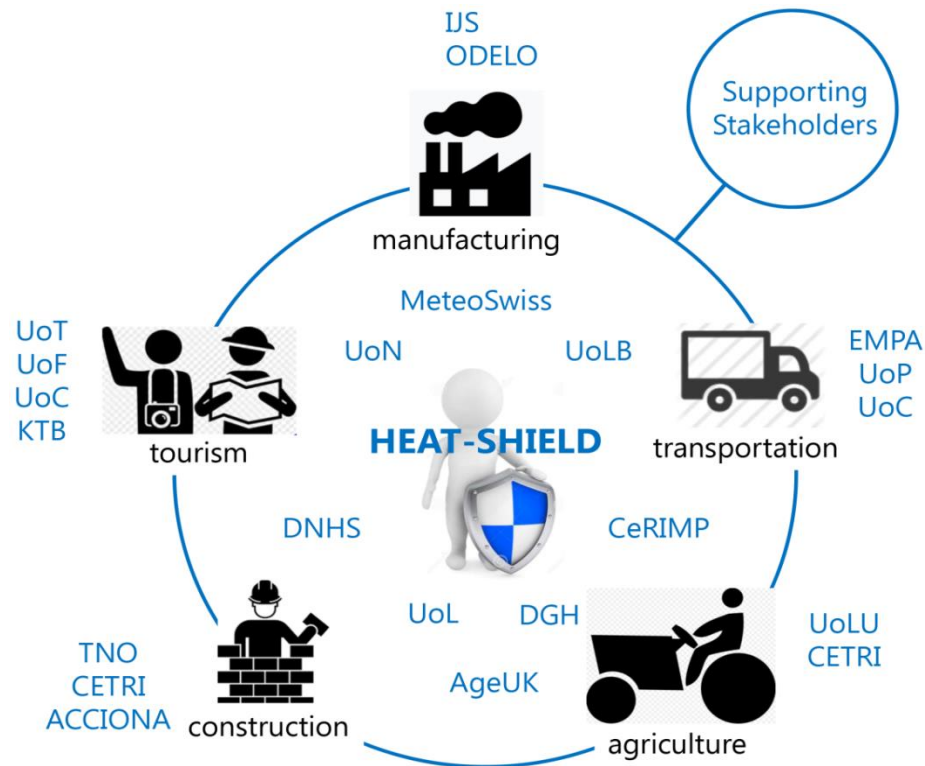 IJS
ODELO
Supporting
Stakeholders
manufacturing
MeteoSwiss
UoN
UoLB
UoT
UoF
UoC
KTB
tourism
HEAT-SHIELD
EMPA
UoP
UoC
transportation
DNHS
CeRIMP
UoL
DGH
AgeUK
TNO
CETRI
ACCIONA
construction
UoLU
CETRI
agriculture